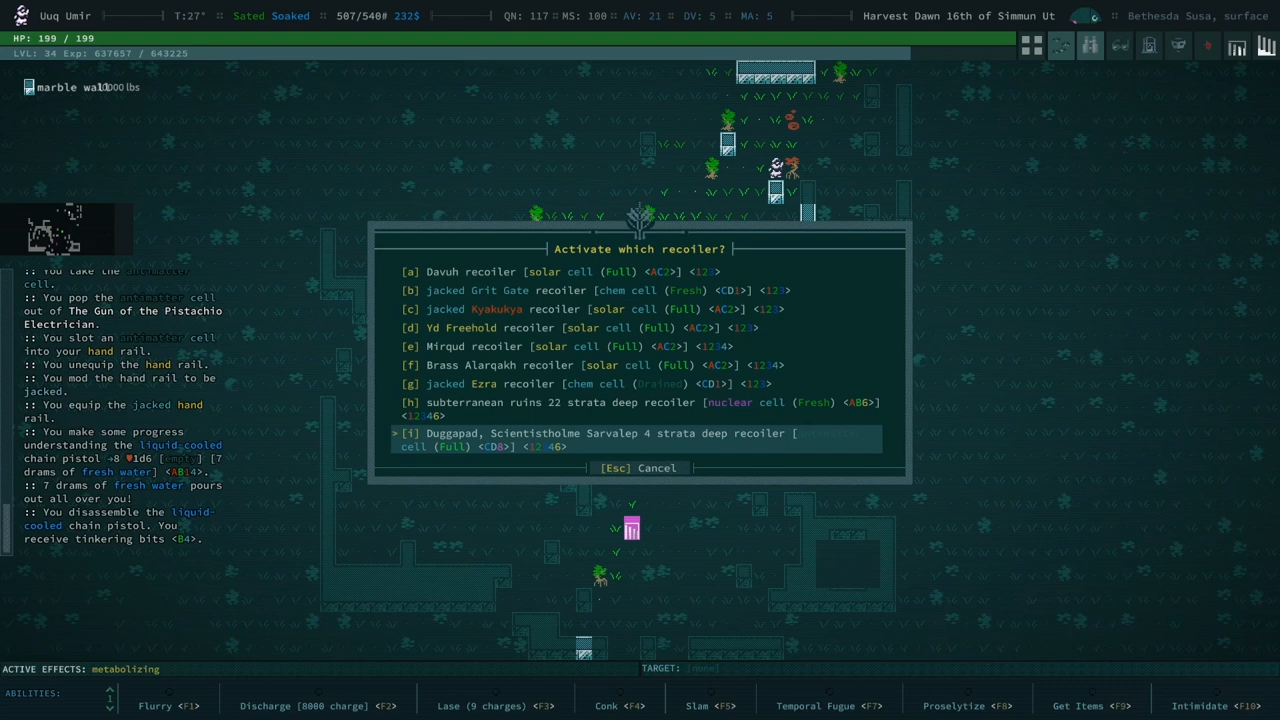 Uuq Umir T:27° Sated Soaked 507/540# 232$ QN: 117 MS: 100 AV: 21 DV: 5 MA: 5 Harvest Dawn 16th of Simmun Ut Bethesda Susa, surface
HP: 199 / 199
LVL: 34 Exp: 637657 / 643225
marble wall
:: You take the antimatter
cell.
:: You pop the antimatter cell
out of The Gun of the Pistachio
Electrician.
:: You slot an antimatter cell
into your hand rail.
:: You unequip the hand rail.
:: You mod the hand rail to be
jacked.
:: You equip the jacked hand
rail.
:: You make some progress
understanding the liquid-cooled
chain pistol →8 ♥1d6 [empty] [7
drams of fresh water] <AB14>.
:: 7 drams of fresh water pours
out all over you!
:: You disassemble the liquid-
cooled chain pistol. You
receive tinkering bits <B4>.
Activate which recoiler?
[a] Davuh recoiler [solar cell (Full) <AC2>] <123>
[b] jacked Grit Gate recoiler [chem cell (Fresh) <CD1>] <123>
[c] jacked Kyakukya recoiler [solar cell (Full) <AC2>] <123>
[d] Yd Freehold recoiler [solar cell (Full) <AC2>] <123>
[e] Mirqud recoiler [solar cell (Full) <AC2>] <1234>
[f] Brass Alarqakh recoiler [solar cell (Full) <AC2>] <1234>
[g] jacked Ezra recoiler [chem cell (Drained) <CD1>] <123>
[h] subterranean ruins 22 strata deep recoiler [nuclear cell (Fresh) <AB6>]
<12346>
> [i] Duggapad, Scientistholme Sarvalep 4 strata deep recoiler [
cell (Full) <CD8>] <12346>
[Esc] Cancel
ACTIVE EFFECTS: metabolizing
TARGET: [none]
ABILITIES: 1 Flurry <F1> Discharge [8000 charge] <F2> Lase (9 charges) <F3> Conk <F4> Slam <F5> Temporal Fugue <F7> Proselytize <F8> Get Items <F9> Intimidate <F10>